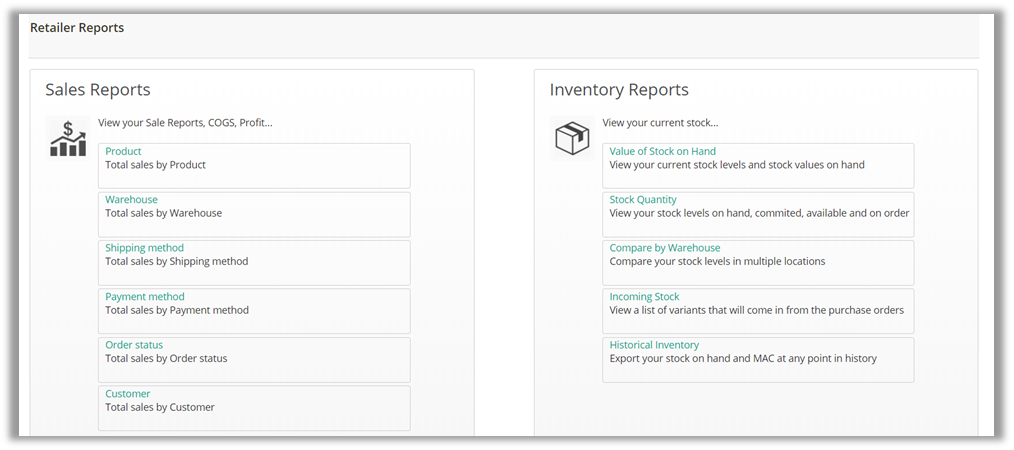 Retailer Reports
Sales Reports
View your Sale Reports, COGS, Profit...
Product
Total sales by Product
Warehouse
Total sales by Warehouse
Shipping method
Total sales by Shipping method
Payment method
Total sales by Payment method
Order status
Total sales by Order status
Customer
Total sales by Customer
Inventory Reports
View your current stock...
Value of Stock on Hand
View your current stock levels and stock values on hand
Stock Quantity
View your stock levels on hand, commited, available and on order
Compare by Warehouse
Compare your stock levels in multiple locations
Incoming Stock
View a list of variants that will come in from the purchase orders
Historical Inventory
Export your stock on hand and MAC at any point in history